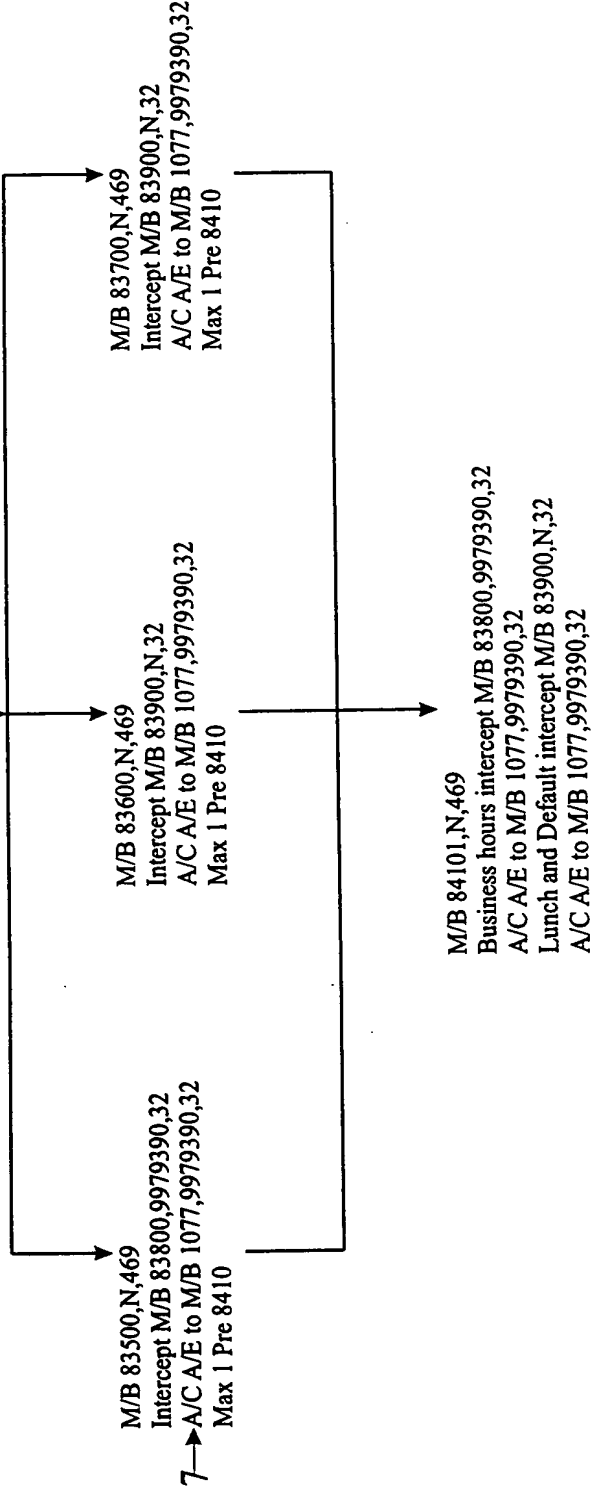 M/B 83500,N,469
Intercept M/B 83800,9979390,32
7 A/C A/E to M/B 1077,9979390,32
Max 1 Pre 8410
M/B 83600,N,469
Intercept M/B 83900,N,32
A/C A/E to M/B 1077,9979390,32
Max 1 Pre 8410
M/B 83700,N,469
Intercept M/B 83900,N,32
A/C A/E to M/B 1077,9979390,32
Max 1 Pre 8410
M/B 84101,N,469
Business hours intercept M/B 83800,9979390,32
A/C A/E to M/B 1077,9979390,32
Lunch and Default intercept M/B 83900,N,32
A/C A/E to M/B 1077,9979390,32